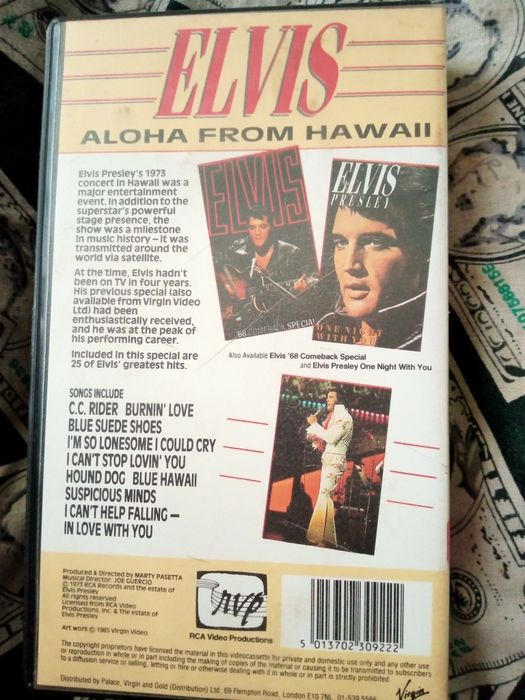 ELVIS
ALOHA FROM HAWAII
Elvis Presley's 1973
concert in Hawaii was a
major entertainment
event. In addition to the
superstar's powerful
stage presence, the
show was a milestone
in music history – it was
transmitted around the
world via satellite.
At the time, Elvis hadn't
been on TV in four years.
His previous special (also
available from Virgin Video
Ltd) had been
enthusiastically received,
and he was at the peak of
his performing career.
Included in this special are
25 of Elvis' greatest hits.
ELVIS
'68 COMEBACK SPECIAL
ELVIS
PRESLEY
ONE NIGHT
WITH YOU
Also Available Elvis '68 Comeback Special
and Elvis Presley One Night With You
SONGS INCLUDE
C.C. RIDER BURNIN' LOVE
BLUE SUEDE SHOES
I'M SO LONESOME I COULD CRY
I CAN'T STOP LOVIN' YOU
HOUND DOG BLUE HAWAII
SUSPICIOUS MINDS
I CAN'T HELP FALLING –
IN LOVE WITH YOU
Produced & Directed by MARTY PASETTA
Musical Director: JOE GUERCIO
© 1973 RCA Records and the estate of
Elvis Presley
All rights reserved
Licensed from RCA Video
Productions, Inc. & The estate of
Elvis Presley
Art work © 1985 Virgin Video
rvp
RCA Video Productions
5 013702 309222
The copyright proprietors have licensed the material in this videocassette for private and domestic use only and any other use
or reproduction in whole or in part including the making of copies of the material or causing it to be transmitted to subscribers
to a diffusion service or selling, letting or hire or otherwise dealing with it in whole or in part is strictly prohibited.
Distributed by Palace, Virgin and Gold (Distribution) Ltd. 69 Flempton Road, London E10 7NL
Virgin